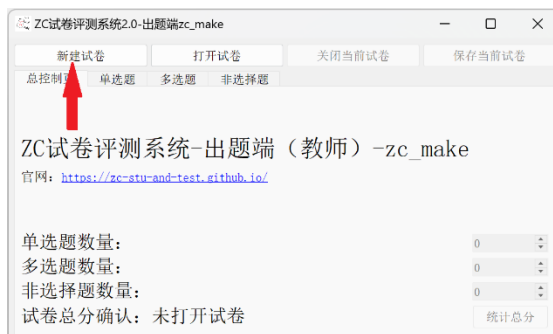 ZC试卷评测系统2.0-出题端zc_make
新建试卷 打开试卷 关闭当前试卷 保存当前试卷
单选题 多选题 非选择题
ZC试卷评测系统-出题端（教师）-zc_make
官网：https://zc-stu-and-test.github.io/
单选题数量： 0
多选题数量： 0
非选择题数量： 0
试卷总分确认：未打开试卷 统计总分